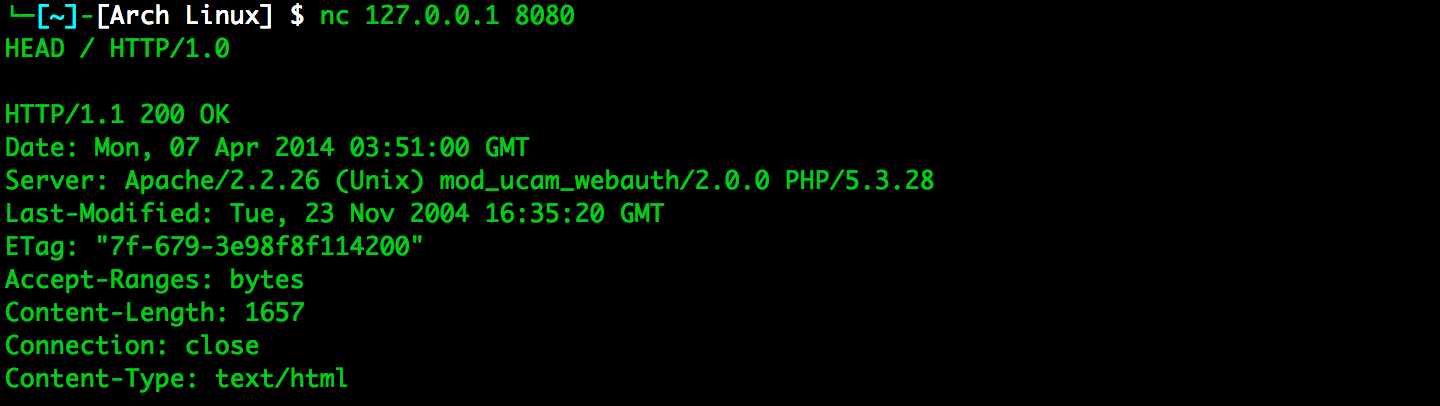 └─[~]-[Arch Linux] $ nc 127.0.0.1 8080
HEAD / HTTP/1.0

HTTP/1.1 200 OK
Date: Mon, 07 Apr 2014 03:51:00 GMT
Server: Apache/2.2.26 (Unix) mod_ucam_webauth/2.0.0 PHP/5.3.28
Last-Modified: Tue, 23 Nov 2004 16:35:20 GMT
ETag: "7f-679-3e98f8f114200"
Accept-Ranges: bytes
Content-Length: 1657
Connection: close
Content-Type: text/html